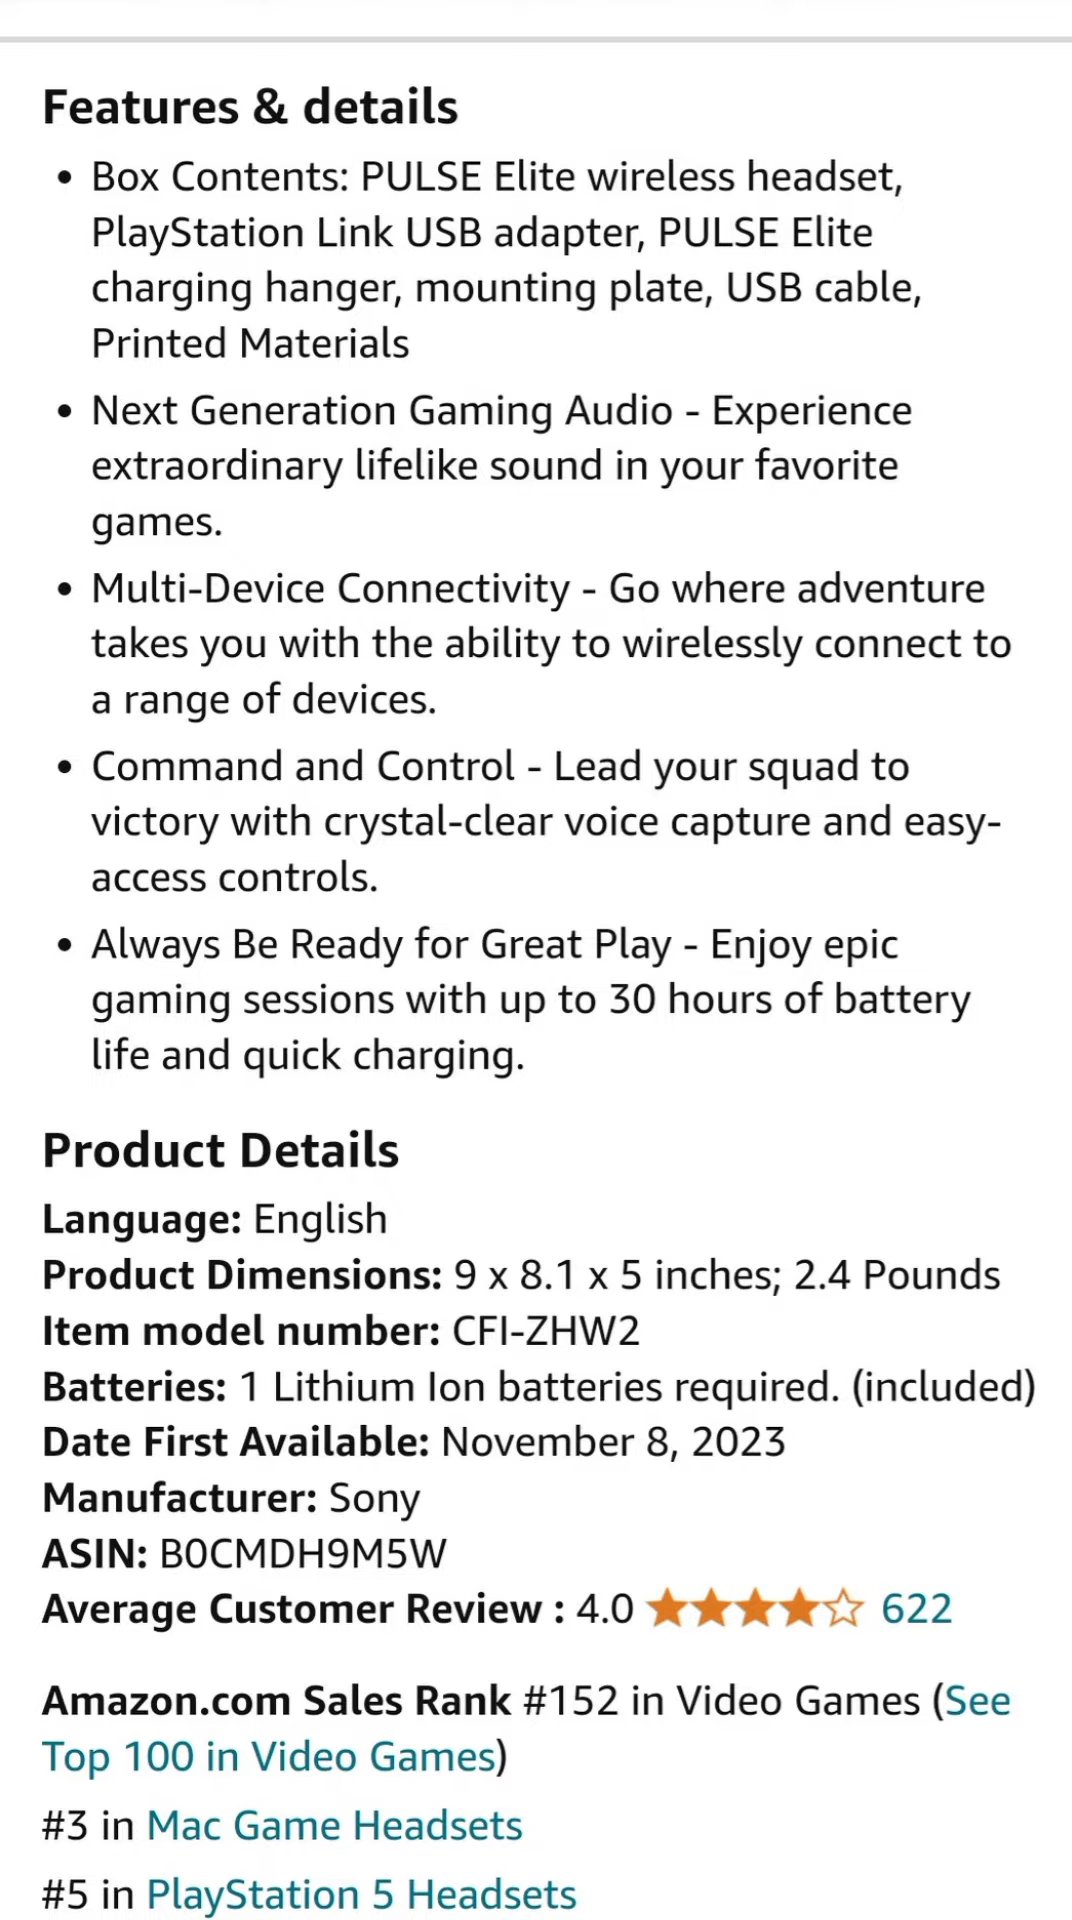 Features & details
• Box Contents: PULSE Elite wireless headset,
PlayStation Link USB adapter, PULSE Elite
charging hanger, mounting plate, USB cable,
Printed Materials
• Next Generation Gaming Audio - Experience
extraordinary lifelike sound in your favorite
games.
• Multi-Device Connectivity - Go where adventure
takes you with the ability to wirelessly connect to
a range of devices.
• Command and Control - Lead your squad to
victory with crystal-clear voice capture and easy-
access controls.
• Always Be Ready for Great Play - Enjoy epic
gaming sessions with up to 30 hours of battery
life and quick charging.
Product Details
Language: English
Product Dimensions: 9 x 8.1 x 5 inches; 2.4 Pounds
Item model number: CFI-ZHW2
Batteries: 1 Lithium Ion batteries required. (included)
Date First Available: November 8, 2023
Manufacturer: Sony
ASIN: B0CMDH9M5W
Average Customer Review : 4.0 ★★★★☆ 622
Amazon.com Sales Rank #152 in Video Games (See
Top 100 in Video Games)
#3 in Mac Game Headsets
#5 in PlayStation 5 Headsets